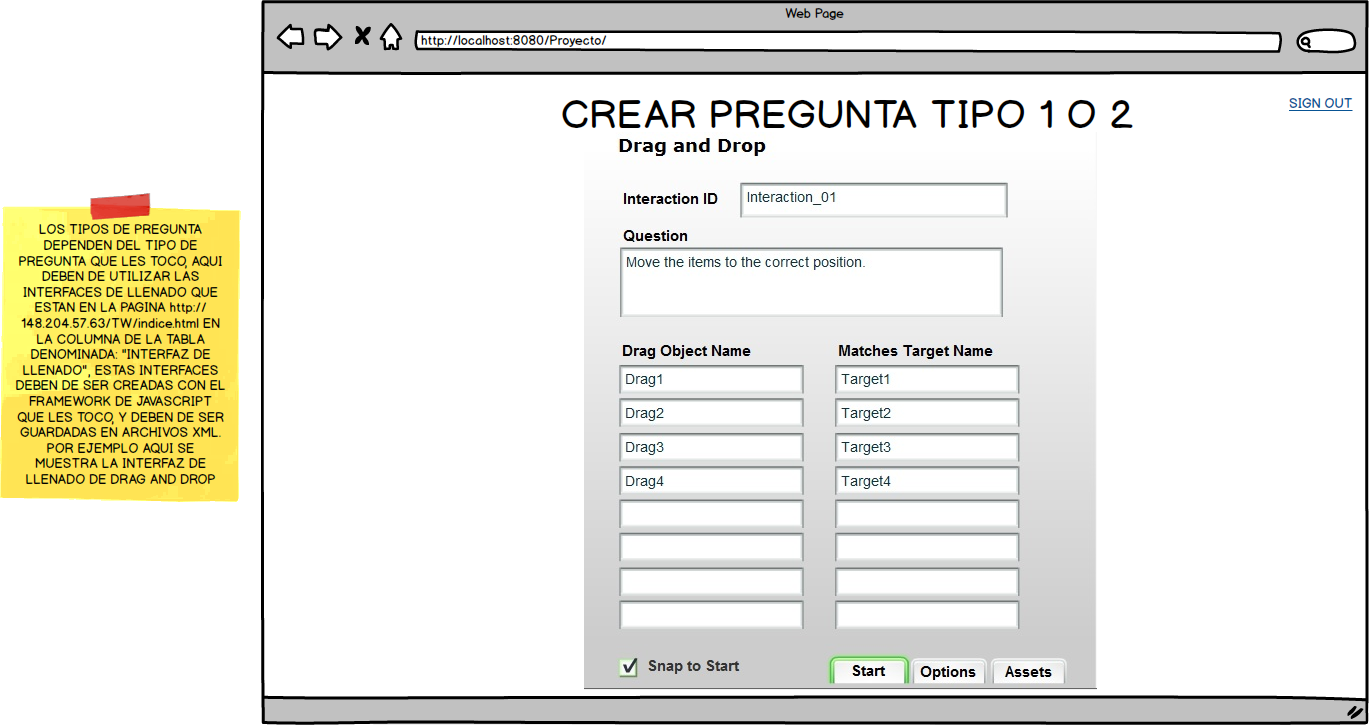 Web Page
http://localhost:8080/Proyecto/
SIGN OUT
CREAR PREGUNTA TIPO 1 O 2
LOS TIPOS DE PREGUNTA
DEPENDEN DEL TIPO DE
PREGUNTA QUE LES TOCO, AQUI
DEBEN DE UTILIZAR LAS
INTERFACES DE LLENADO QUE
ESTAN EN LA PAGINA http://
148.204.57.63/TW/indice.html EN
LA COLUMNA DE LA TABLA
DENOMINADA: "INTERFAZ DE
LLENADO", ESTAS INTERFACES
DEBEN DE SER CREADAS CON EL
FRAMEWORK DE JAVASCRIPT
QUE LES TOCO, Y DEBEN DE SER
GUARDADAS EN ARCHIVOS XML.
POR EJEMPLO AQUI SE
MUESTRA LA INTERFAZ DE
LLENADO DE DRAG AND DROP
Drag and Drop
Interaction ID Interaction_01
Question
Move the items to the correct position.
Drag Object Name Matches Target Name
Drag1 Target1
Drag2 Target2
Drag3 Target3
Drag4 Target4
Snap to Start Start Options Assets